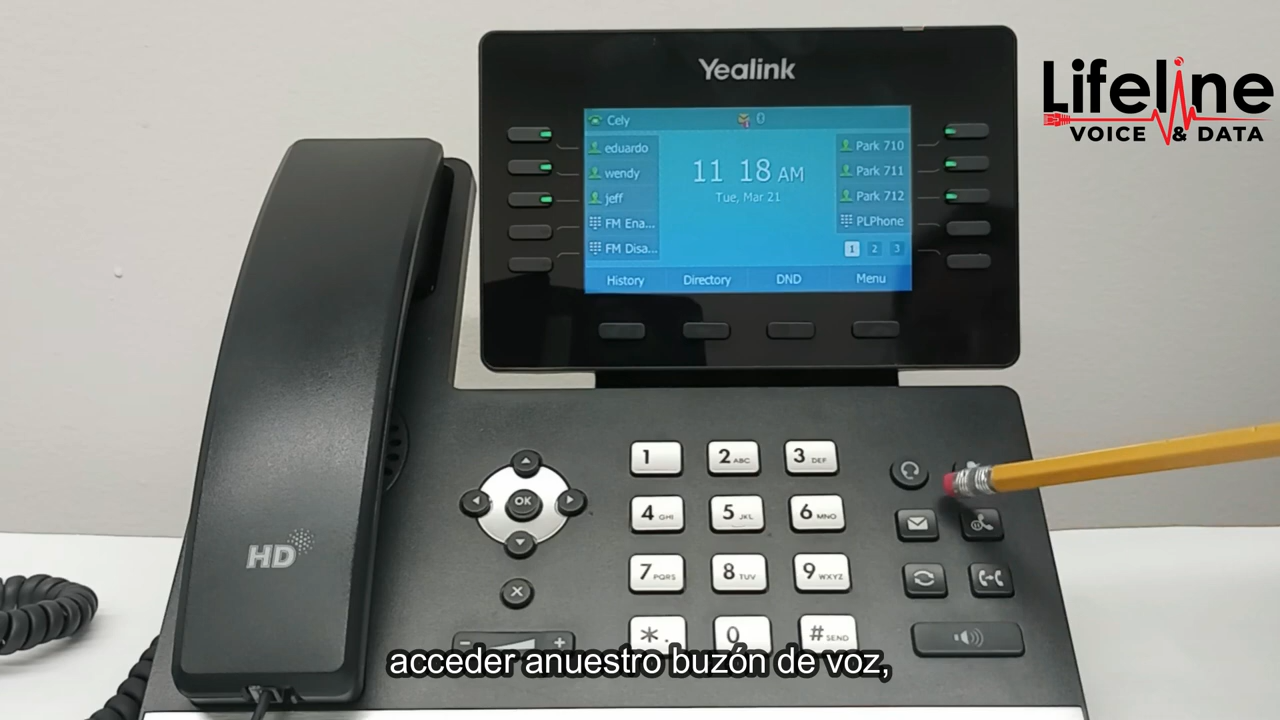 Yealink
Lifeline
VOICE & DATA
Cely
0
eduardo
Park 710
wendy
11 18 AM
Park 711
jeff
Tue, Mar 21
Park 712
FM Ena...
PLPhone
FM Disa...
1 2 3
History Directory DND Menu
1 2 ABC 3 DEF
OK
4 GHI 5 JKL 6 MNO
HD
7 PQRS 8 TUV 9 WXYZ
* . 0 # SEND
- +
acceder anuestro buzón de voz,